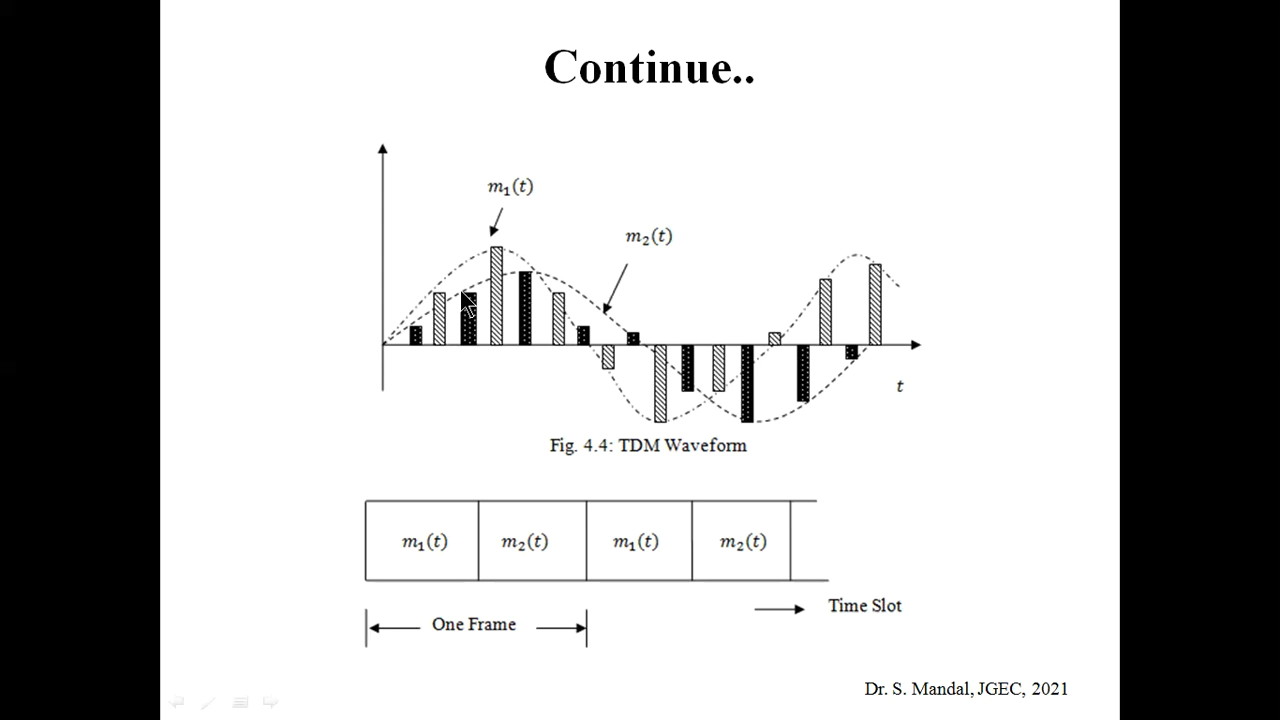 Continue..
m₁(t)
m₂(t)
t
Fig. 4.4: TDM Waveform
m₁(t) m₂(t) m₁(t) m₂(t)
Time Slot
One Frame
Dr. S. Mandal, JGEC, 2021